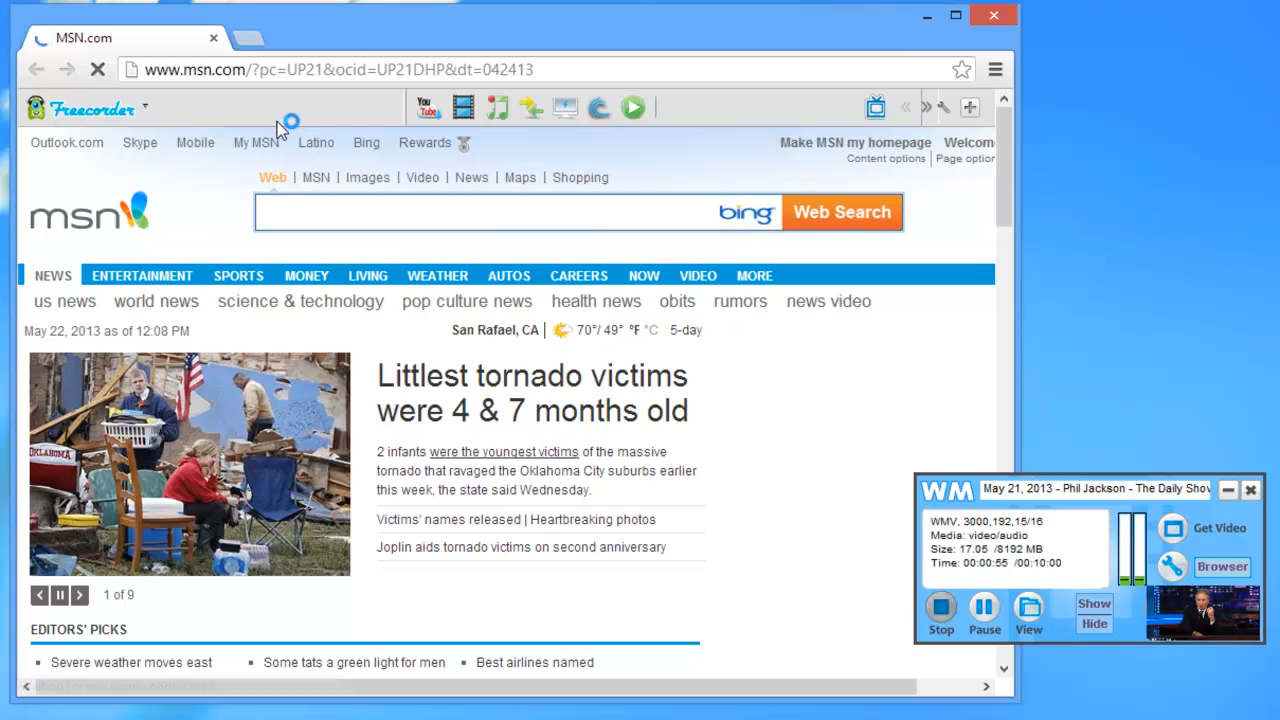 MSN.com
www.msn.com/?pc=UP21&ocid=UP21DHP&dt=042413
Freecorder
You Tube
Outlook.com Skype Mobile My MSN Latino Bing Rewards Make MSN my homepage Welcom
Content options Page option
Web | MSN | Images | Video | News | Maps | Shopping
msn bing Web Search
NEWS ENTERTAINMENT SPORTS MONEY LIVING WEATHER AUTOS CAREERS NOW VIDEO MORE
us news world news science & technology pop culture news health news obits rumors news video
May 22, 2013 as of 12:08 PM San Rafael, CA | 70°/ 49° °F °C 5-day
Littlest tornado victims
were 4 & 7 months old
2 infants were the youngest victims of the massive
tornado that ravaged the Oklahoma City suburbs earlier
this week, the state said Wednesday.
Victims' names released | Heartbreaking photos
Joplin aids tornado victims on second anniversary
OKLAHOMA
1 of 9
EDITORS' PICKS
Severe weather moves east Some tats a green light for men Best airlines named
WM May 21, 2013 - Phil Jackson - The Daily Show
WMV, 3000,192,15/16
Media: video/audio
Size: 17.05 /8192 MB
Time: 00:00:55 /00:10:00
Get Video
Browser
Stop Pause View Show
Hide